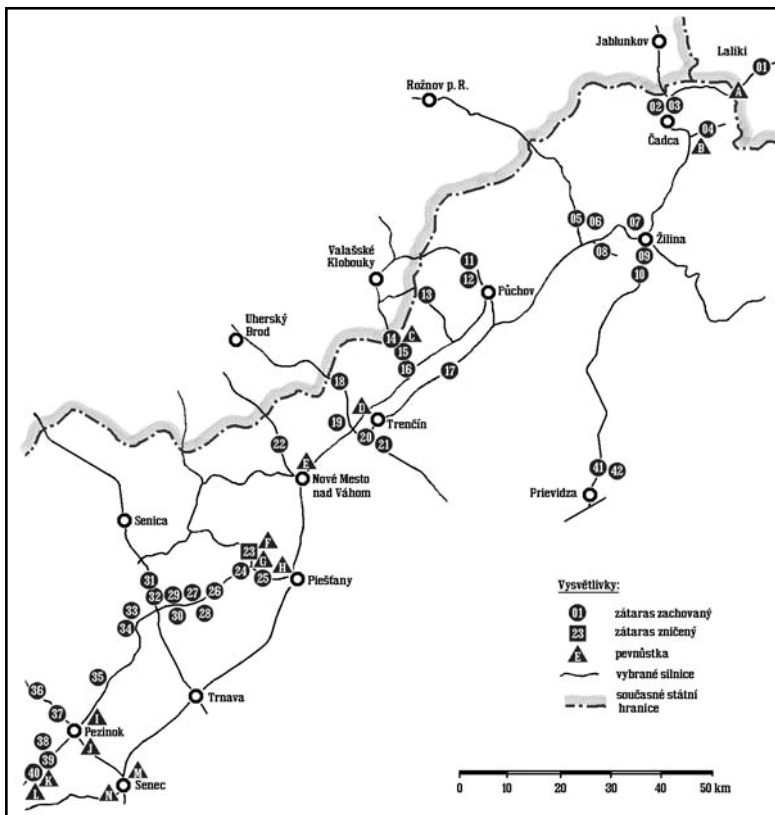 Jablunkov
Laliki
01
A
Rožnov p. R.
02
03
Čadca
04
B
05
06
07
Žilina
08
09
10
Valašské
Klobouky
11
12
13
Púchov
Uherský
Brod
14
C
15
16
17
18
D
19
Trenčín
20
21
22
E
Nové Mesto
nad Váhom
41
42
Prievidza
Senica
F
23
G
H
24
25
Piešťany
31
32
29
27
26
33
34
30
28
35
36
37
Trnava
I
Pezinok
J
38
39
40
K
L
M
Senec
N
Vysvětlivky:
01 zátaras zachovaný
23 zátaras zničený
E pevnůstka
vybrané silnice
současné státní
hranice
0 10 20 30 40 50 km